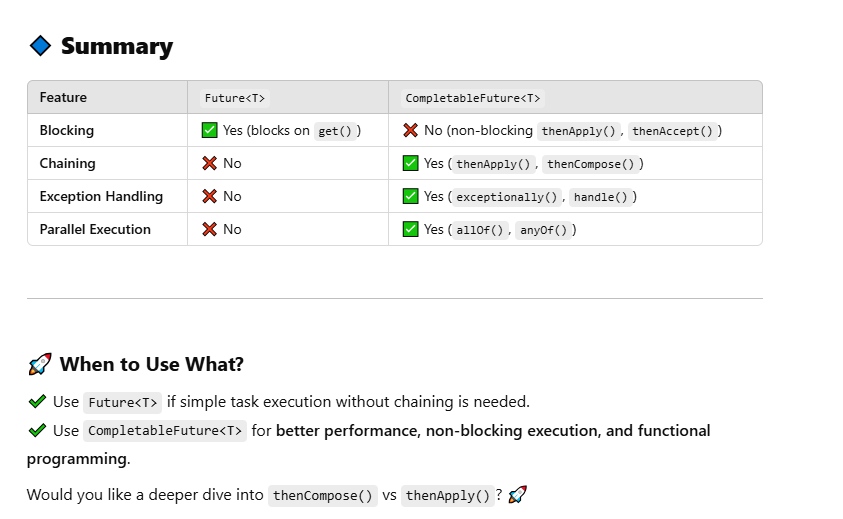 🔷 Summary
Feature Future<T> CompletableFuture<T>
Blocking ✅ Yes (blocks on get()) ❌ No (non-blocking thenApply(), thenAccept())
Chaining ❌ No ✅ Yes (thenApply(), thenCompose())
Exception Handling ❌ No ✅ Yes (exceptionally(), handle())
Parallel Execution ❌ No ✅ Yes (allOf(), anyOf())
🚀 When to Use What?
✔ Use Future<T> if simple task execution without chaining is needed.
✔ Use CompletableFuture<T> for better performance, non-blocking execution, and functional
programming.
Would you like a deeper dive into thenCompose() vs thenApply()? 🚀